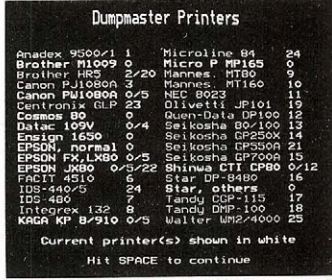 Dumpmaster Printers
Anadex 9500/1 1
Brother M1009 0
Brother HR5 2/20
Canon PJ1080A 3
Canon PW1080A 0/5
Centronix GLP 23
Cosmos 80 0
Datac 109V 0/4
Ensign 1650 0
EPSON, normal 0
EPSON FX,LX80 0/5
EPSON JX80 0/5/22
FACIT 4510 6
IDS-440/5 24
IDS-480 7
Integrex 132 8
KAGA KP 8/910 0/5
Microline 84 24
Micro P MP165 0
Mannes. MT80 9
Mannes. MT160 10
NEC 8023 11
Olivetti JP101 19
Quen-Data DP100 12
Seikosha 80/100 13
Seikosha GP250X 14
Seikosha GP550A 21
Seikosha GP700A 15
Shinwa CTI CP80 0/12
Star DP-8480 16
Star, others 0
Tandy CGP-115 17
Tandy DMP-100 18
Walter WM2/4000 25
Current printer(s) shown in white
Hit SPACE to continue